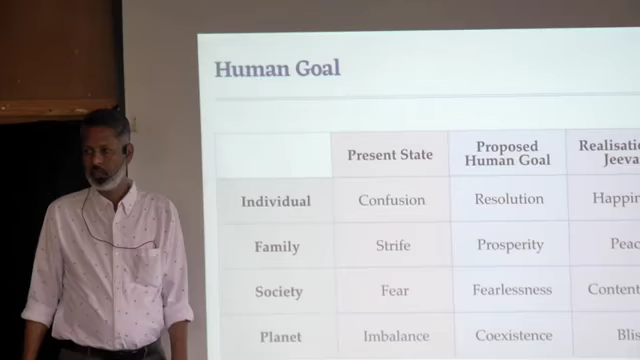 Human Goal
Present State
Proposed
Human Goal
Individual Confusion Resolution
Family Strife Prosperity
Society Fear Fearlessness
Planet Imbalance Coexistence